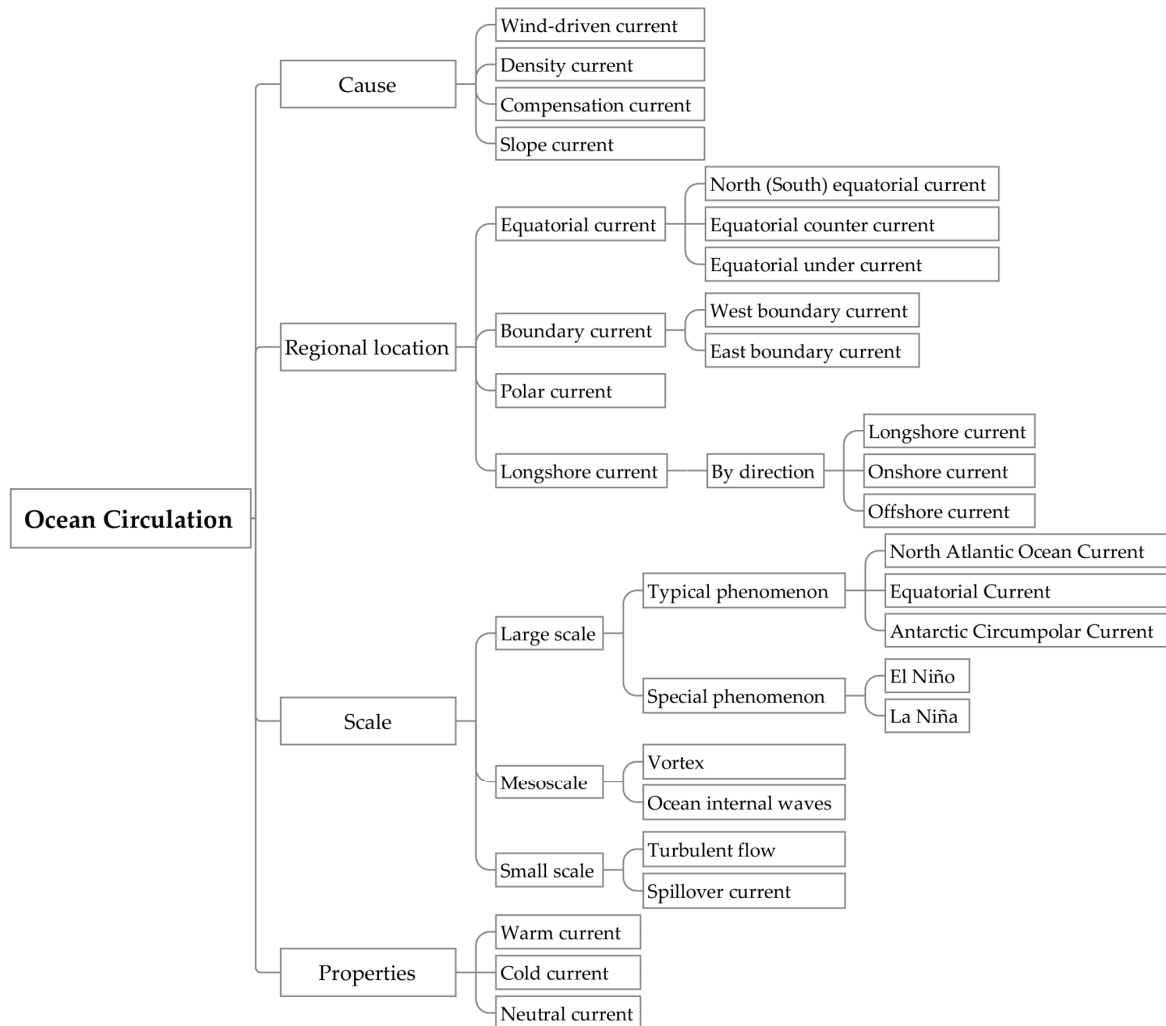 Wind-driven current
Density current
Cause
Compensation current
Slope current
North (South) equatorial current
Equatorial current
Equatorial counter current
Equatorial under current
West boundary current
Boundary current
Regional location
East boundary current
Polar current
Longshore current
Longshore current
By direction
Onshore current
Offshore current
Ocean Circulation
North Atlantic Ocean Current
Typical phenomenon
Equatorial Current
Large scale
Antarctic Circumpolar Current
El Niño
Special phenomenon
La Niña
Scale
Vortex
Mesoscale
Ocean internal waves
Turbulent flow
Small scale
Spillover current
Warm current
Properties
Cold current
Neutral current